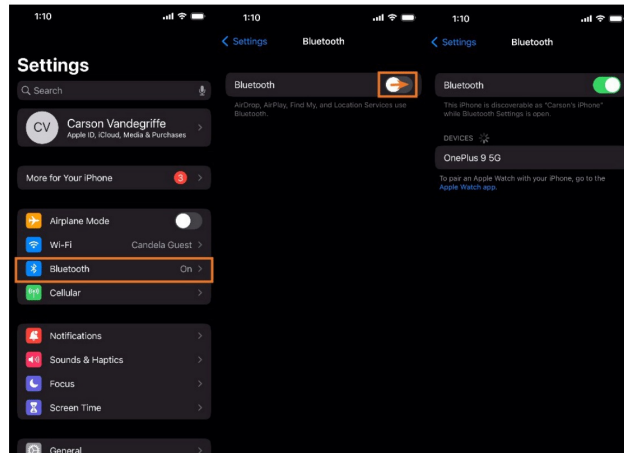 1:10
Settings
Search
CV
Carson Vandegriffe
Apple ID, iCloud, Media & Purchases
More for Your iPhone
3
Airplane Mode
Wi-Fi
Candela Guest
Bluetooth
On
Cellular
Notifications
Sounds & Haptics
Focus
Screen Time
General
1:10
Settings
Bluetooth
Bluetooth
AirDrop, AirPlay, Find My, and Location Services use
Bluetooth.
1:10
Settings
Bluetooth
Bluetooth
This iPhone is discoverable as "Carson's iPhone"
while Bluetooth Settings is open.
DEVICES
OnePlus 9 5G
To pair an Apple Watch with your iPhone, go to the
Apple Watch app.